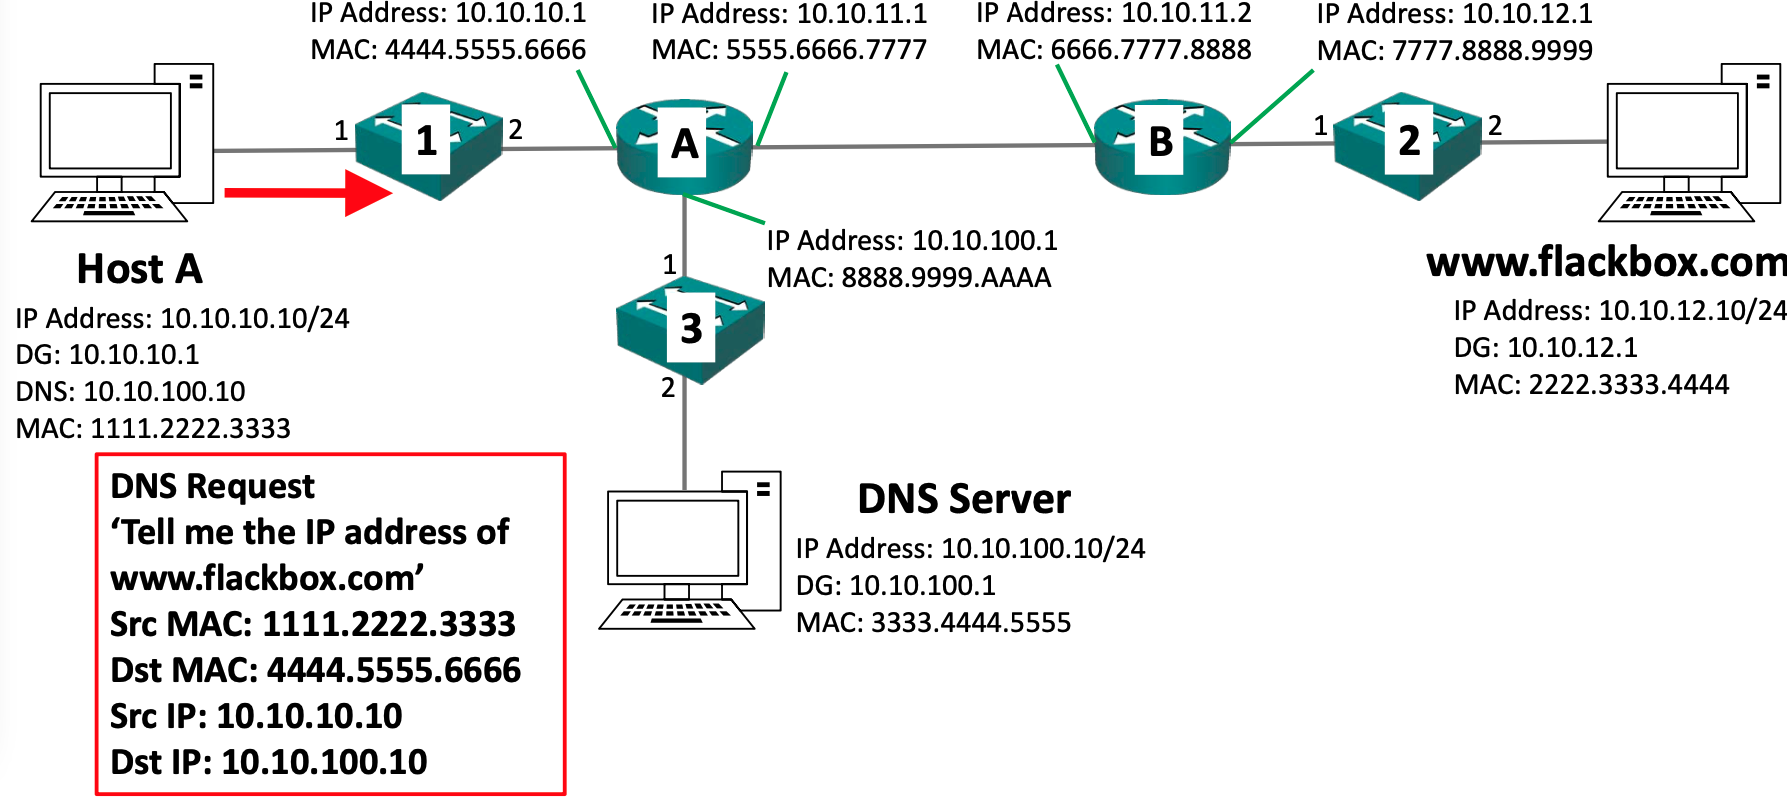 IP Address: 10.10.10.1
MAC: 4444.5555.6666
IP Address: 10.10.11.1
MAC: 5555.6666.7777
IP Address: 10.10.11.2
MAC: 6666.7777.8888
IP Address: 10.10.12.1
MAC: 7777.8888.9999
1
1
2
A
B
1
2
2
Host A
IP Address: 10.10.10.10/24
DG: 10.10.10.1
DNS: 10.10.100.10
MAC: 1111.2222.3333
IP Address: 10.10.100.1
MAC: 8888.9999.AAAA
www.flackbox.com
IP Address: 10.10.12.10/24
DG: 10.10.12.1
MAC: 2222.3333.4444
1
3
2
DNS Request
‘Tell me the IP address of
www.flackbox.com’
Src MAC: 1111.2222.3333
Dst MAC: 4444.5555.6666
Src IP: 10.10.10.10
Dst IP: 10.10.100.10
DNS Server
IP Address: 10.10.100.10/24
DG: 10.10.100.1
MAC: 3333.4444.5555